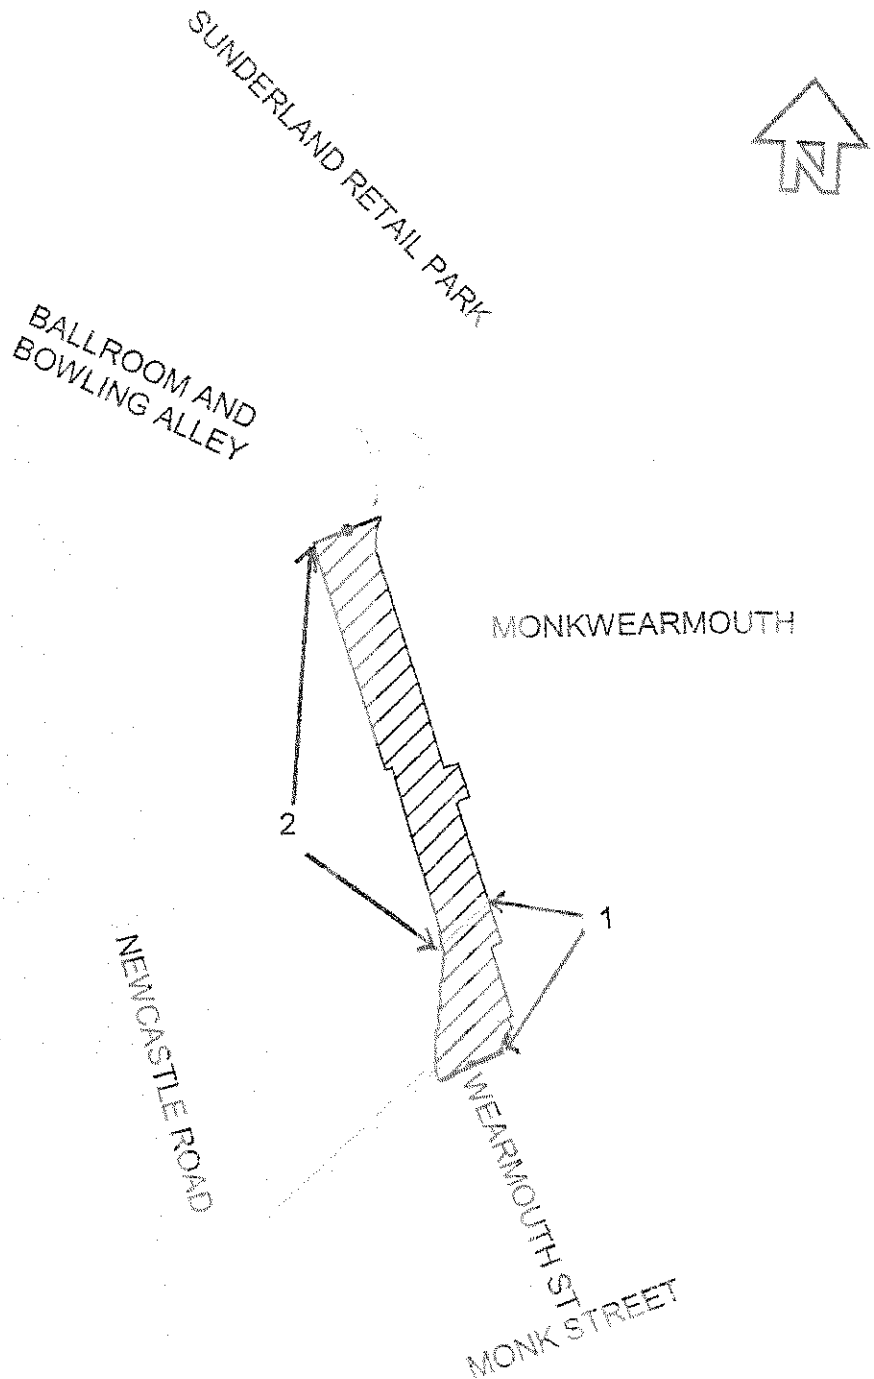 SUNDERLAND RETAIL PARK
N
BALLROOM AND
BOWLING ALLEY
MONKWEARMOUTH
2
1
NEWCASTLE ROAD
WEARMOUTH ST
MONK STREET